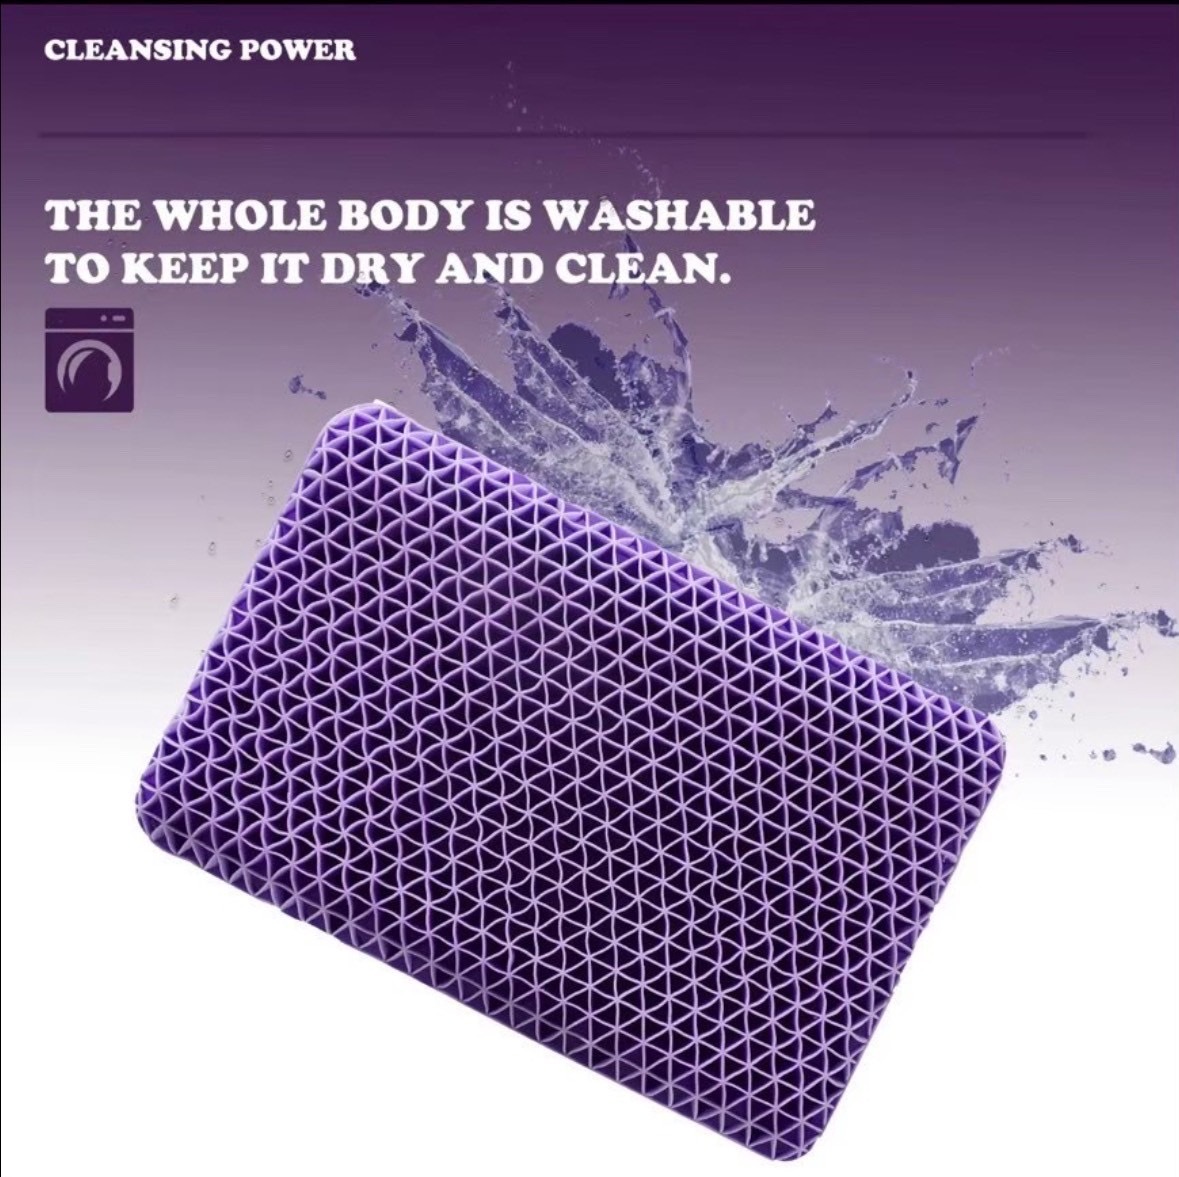 CLEANSING POWER
THE WHOLE BODY IS WASHABLE
TO KEEP IT DRY AND CLEAN.